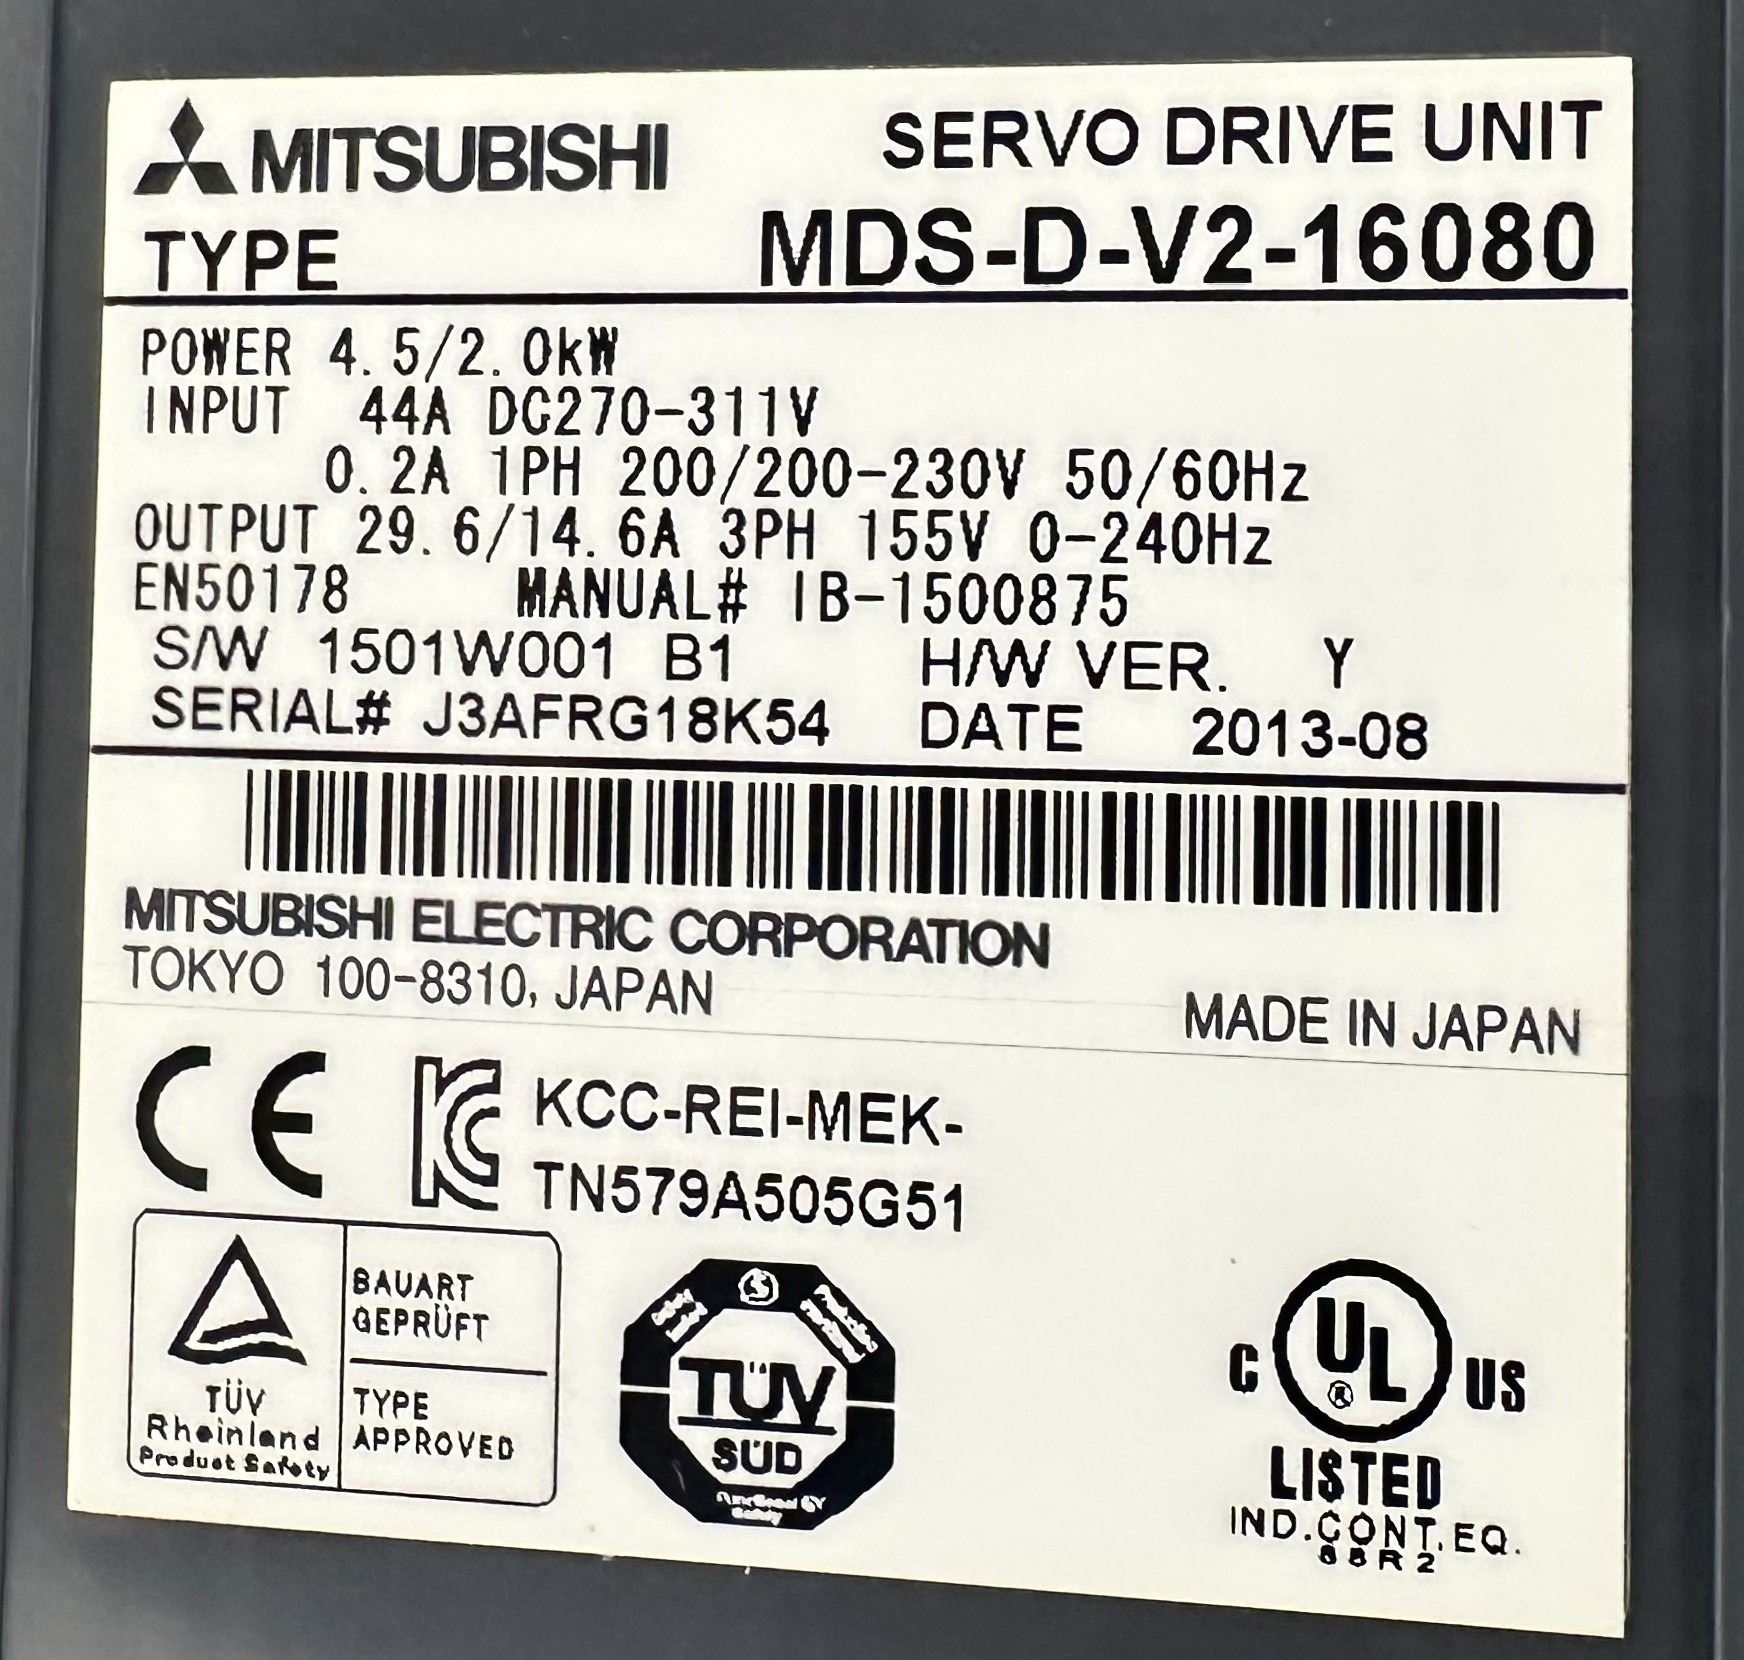 MITSUBISHI SERVO DRIVE UNIT
TYPE MDS-D-V2-16080
POWER 4.5/2.0kW
INPUT 44A DC270-311V
0.2A 1PH 200/200-230V 50/60Hz
OUTPUT 29.6/14.6A 3PH 155V 0-240Hz
EN50178 MANUAL# IB-1500875
S/W 1501W001 B1 H/W VER. Y
SERIAL# J3AFRG18K54 DATE 2013-08
MITSUBISHI ELECTRIC CORPORATION
TOKYO 100-8310, JAPAN
MADE IN JAPAN
CE KC KCC-REI-MEK-
TN579A505G51
TÜV
Rheinland
Product Safety
BAUART
GEPRÜFT
TYPE
APPROVED
TÜV
SÜD
Functional
Safety
C UL® US
LISTED
IND.CONT.EQ.
88R2